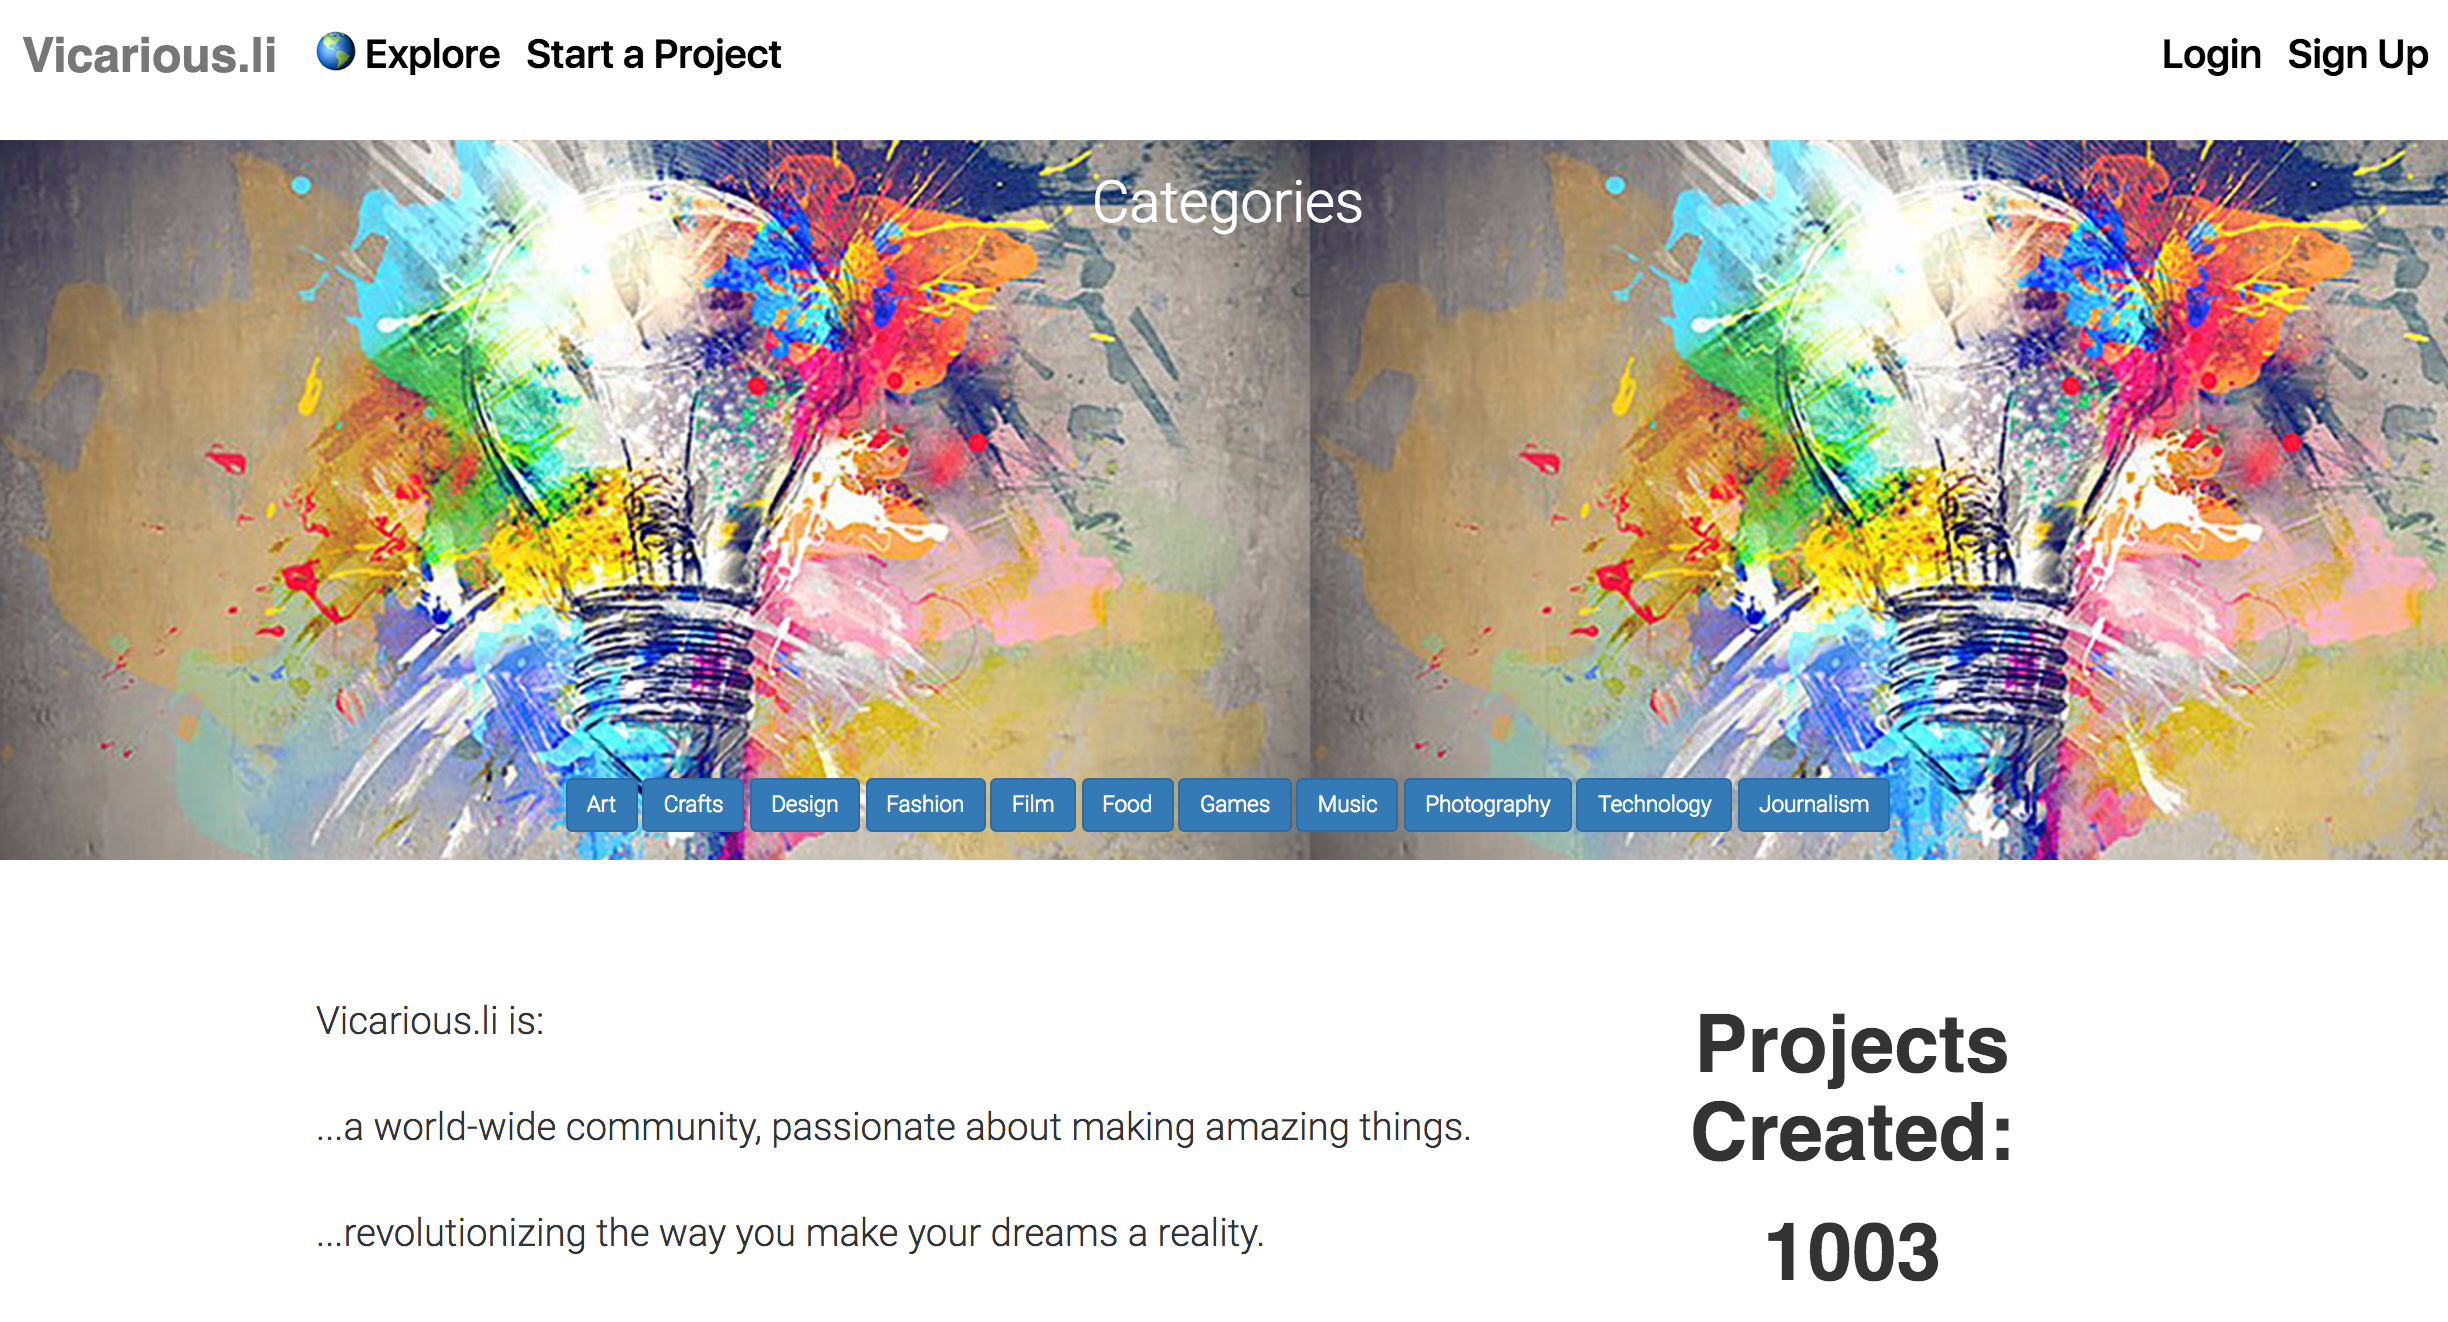 Vicarious.li Explore Start a Project Login Sign Up
Categories
Art Crafts Design Fashion Film Food Games Music Photography Technology Journalism
Vicarious.li is:
...a world-wide community, passionate about making amazing things.
...revolutionizing the way you make your dreams a reality.
Projects
Created:
1003